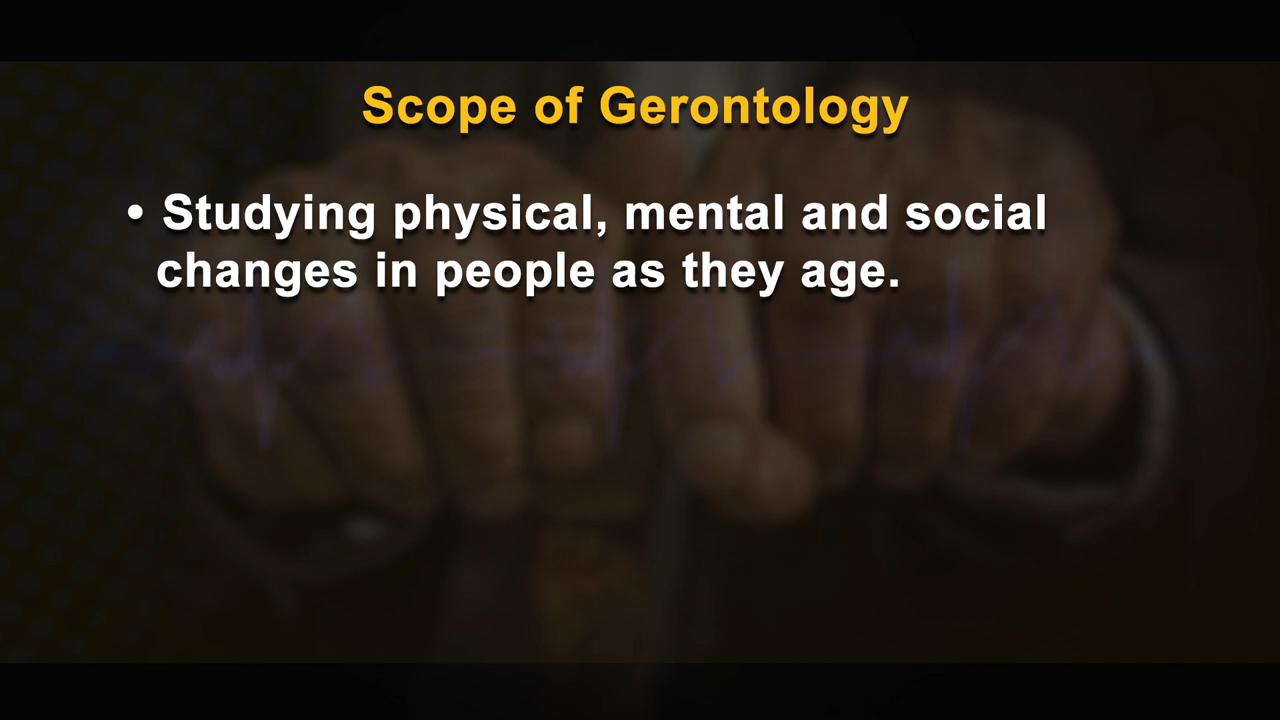 Scope of Gerontology
• Studying physical, mental and social
changes in people as they age.